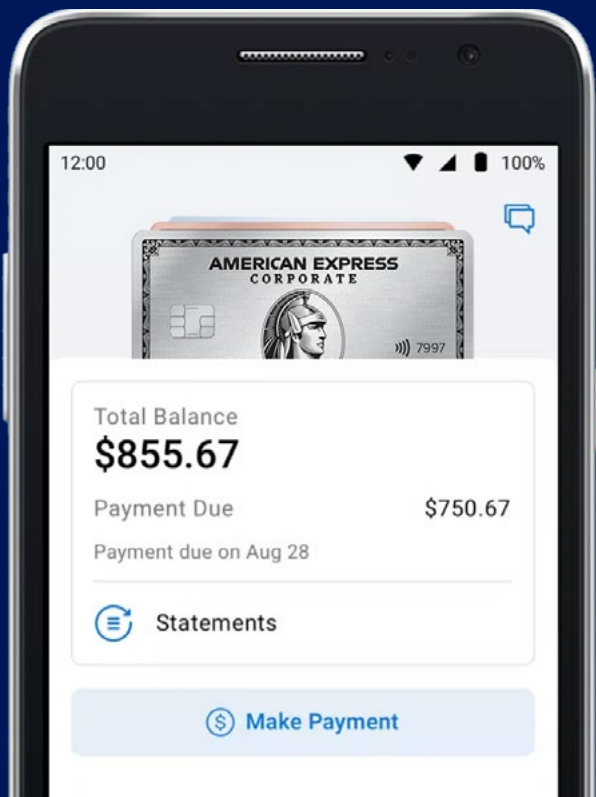 12:00
100%
AMERICAN EXPRESS
CORPORATE
7997
Total Balance
$855.67
Payment Due
$750.67
Payment due on Aug 28
Statements
$
Make Payment